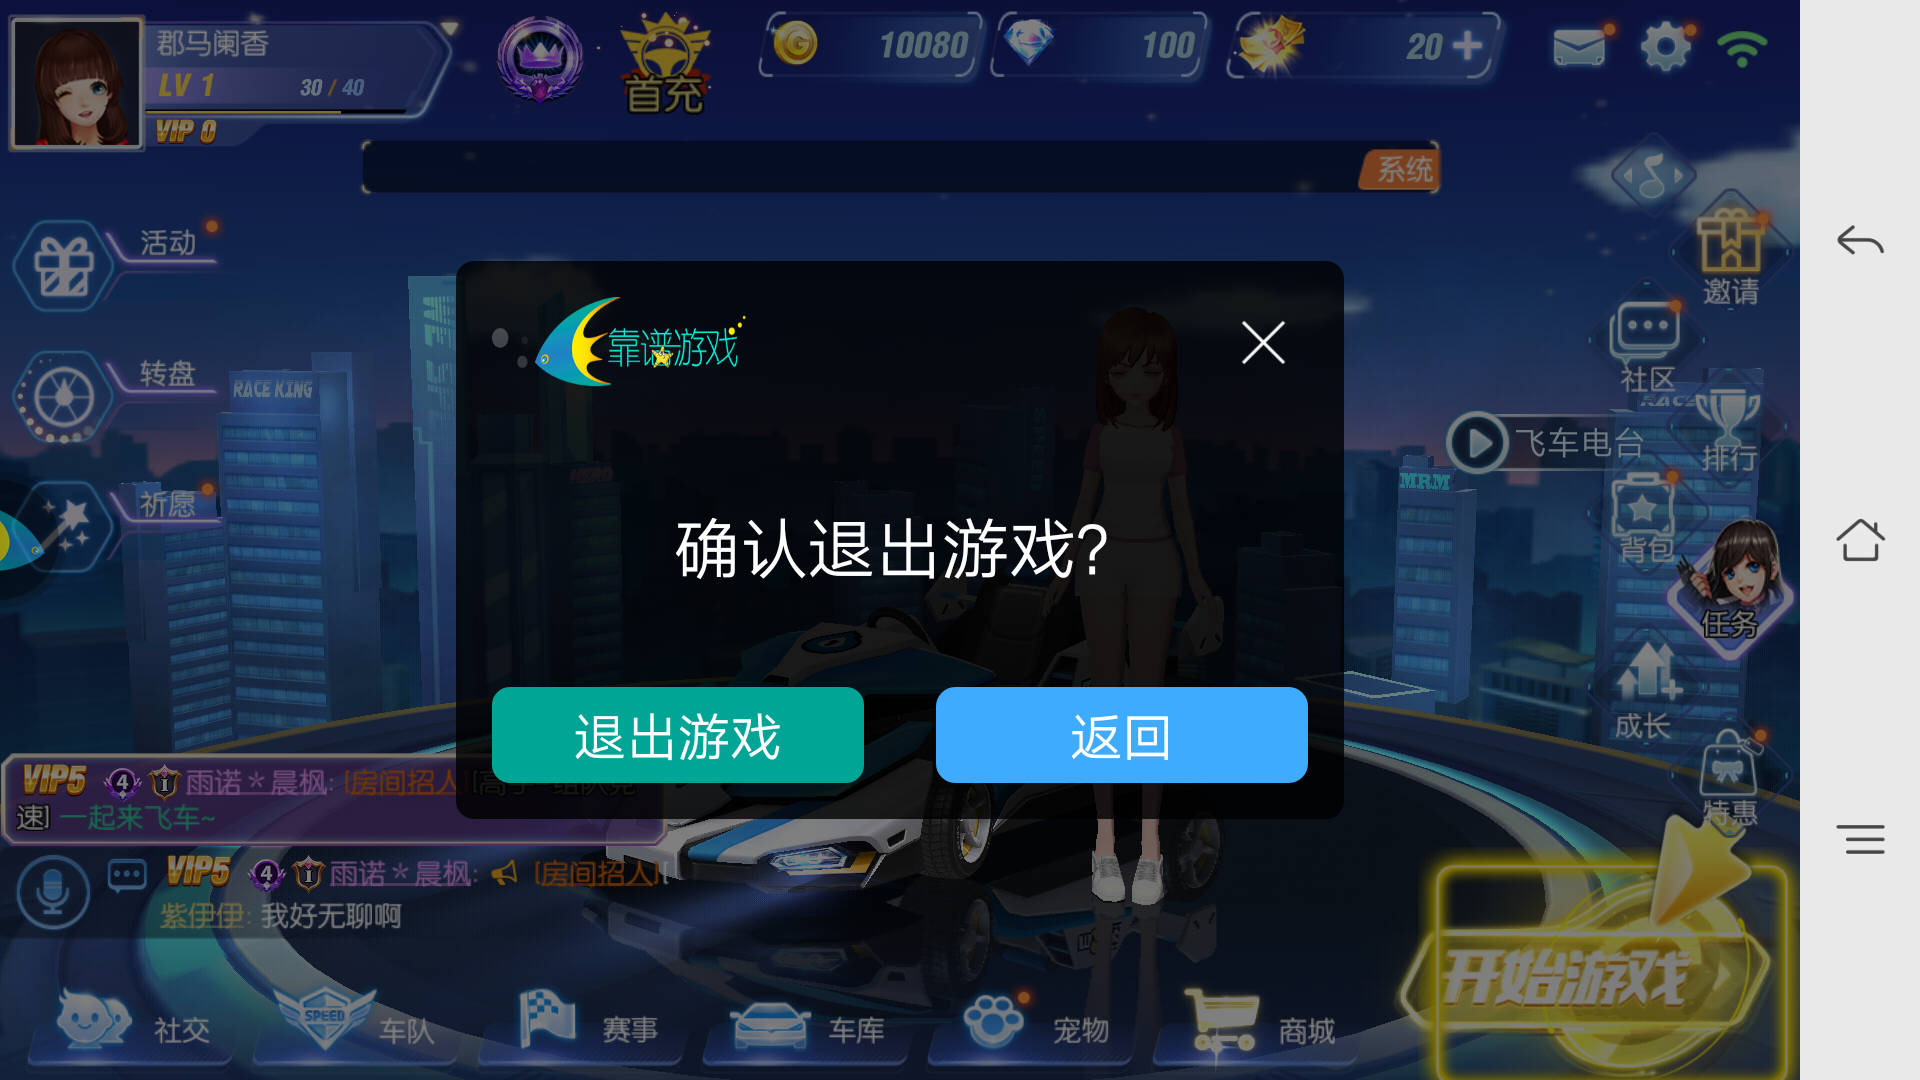 郡马阑香
LV 1
30 / 40
VIP 0
首充
10080
100
20
系统
活动
转盘
祈愿
RACE KING
邀请
社区
飞车电台
排行
MRM
背包
任务
成长
特惠
靠谱游戏
确认退出游戏?
退出游戏
返回
VIP5 4 I 雨诺*晨枫: [房间招人]
速] 一起来飞车~
VIP5 4 I 雨诺*晨枫: [房间招人][
紫伊伊: 我好无聊啊
开始游戏
社交
SPEED
车队
赛事
车库
宠物
商城